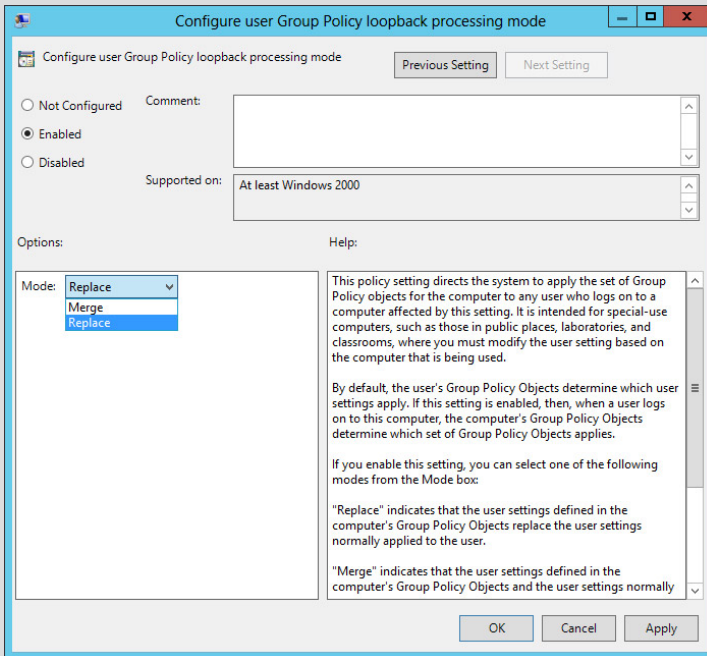 Configure user Group Policy loopback processing mode
Configure user Group Policy loopback processing mode
Previous Setting
Next Setting
Not Configured
Comment:
Enabled
Disabled
Supported on:
At least Windows 2000
Options:
Help:
Mode:
Replace
Merge
Replace
This policy setting directs the system to apply the set of Group
Policy objects for the computer to any user who logs on to a
computer affected by this setting. It is intended for special-use
computers, such as those in public places, laboratories, and
classrooms, where you must modify the user setting based on
the computer that is being used.
By default, the user's Group Policy Objects determine which user
settings apply. If this setting is enabled, then, when a user logs
on to this computer, the computer's Group Policy Objects
determine which set of Group Policy Objects applies.
If you enable this setting, you can select one of the following
modes from the Mode box:
"Replace" indicates that the user settings defined in the
computer's Group Policy Objects replace the user settings
normally applied to the user.
"Merge" indicates that the user settings defined in the
computer's Group Policy Objects and the user settings normally
OK
Cancel
Apply